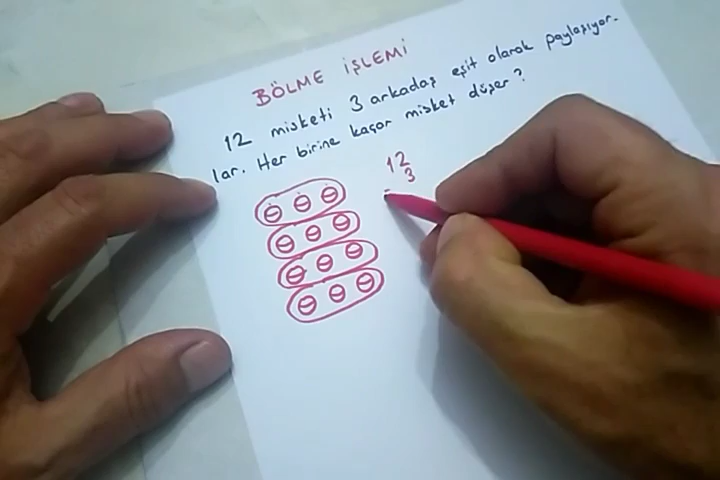 BÖLME İŞLEMİ
12 misketi 3 arkadaş eşit olarak paylaşıyor-
lar. Her birine kaçar misket düşer?
12
3
-